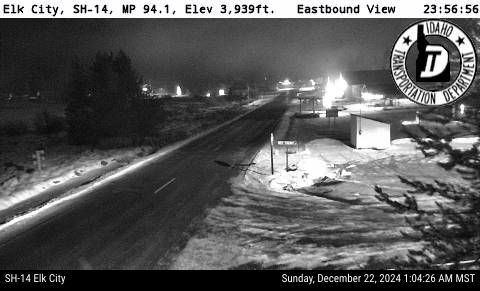 Elk City, SH-14, MP 94.1, Elev 3,939ft. Eastbound View 23:56:56
IDAHO
TRANSPORTATION DEPARTMENT
SH-14 Elk City Sunday, December 22, 2024 1:04:26 AM MST